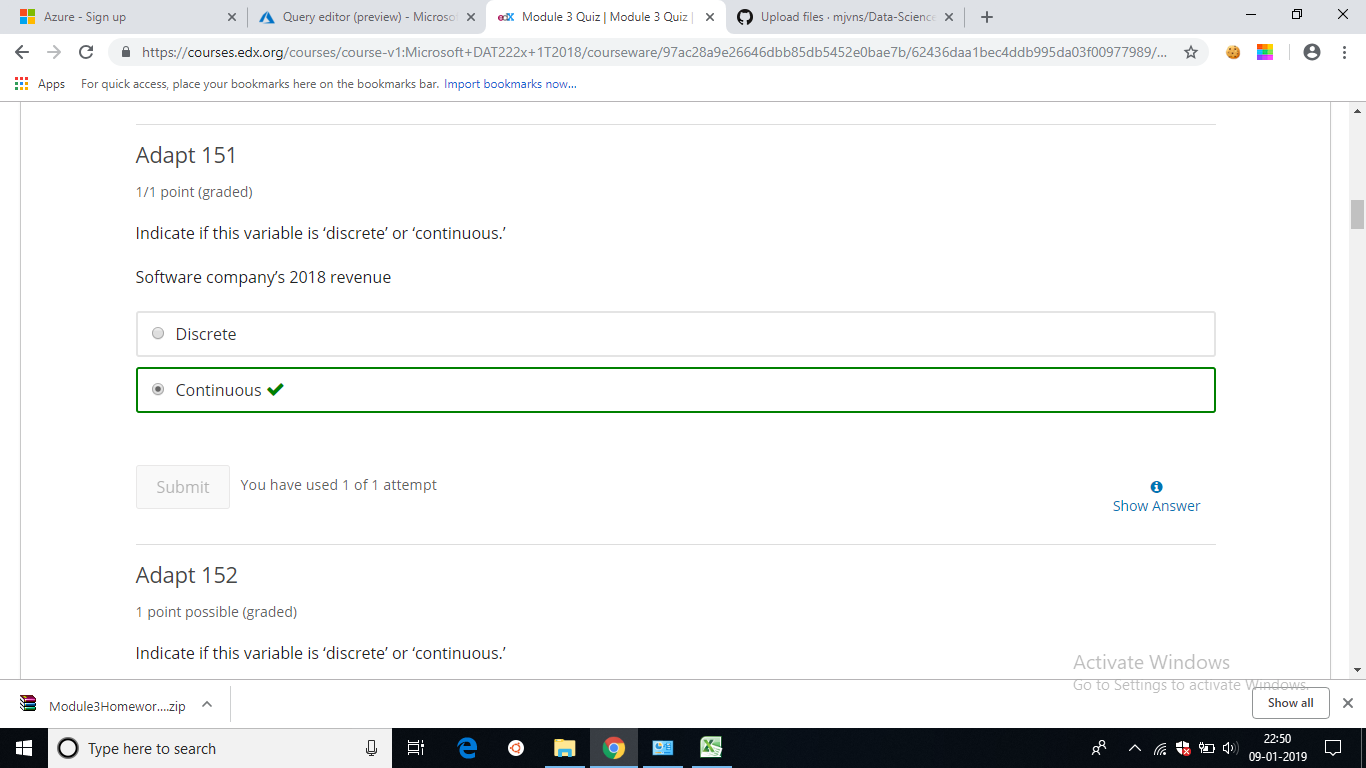 Azure - Sign up
Query editor (preview) - Microsof
edX Module 3 Quiz | Module 3 Quiz |
Upload files · mjvns/Data-Science
https://courses.edx.org/courses/course-v1:Microsoft+DAT222x+1T2018/courseware/97ac28a9e26646dbb85db5452e0bae7b/62436daa1bec4ddb995da03f00977989/...
Apps For quick access, place your bookmarks here on the bookmarks bar. Import bookmarks now...
Adapt 151
1/1 point (graded)
Indicate if this variable is ‘discrete’ or ‘continuous.’
Software company’s 2018 revenue
Discrete
Continuous
Submit You have used 1 of 1 attempt
Show Answer
Adapt 152
1 point possible (graded)
Indicate if this variable is ‘discrete’ or ‘continuous.’
Activate Windows
Go to Settings to activate Windows.
Module3Homewor....zip
Show all
Type here to search
22:50
09-01-2019